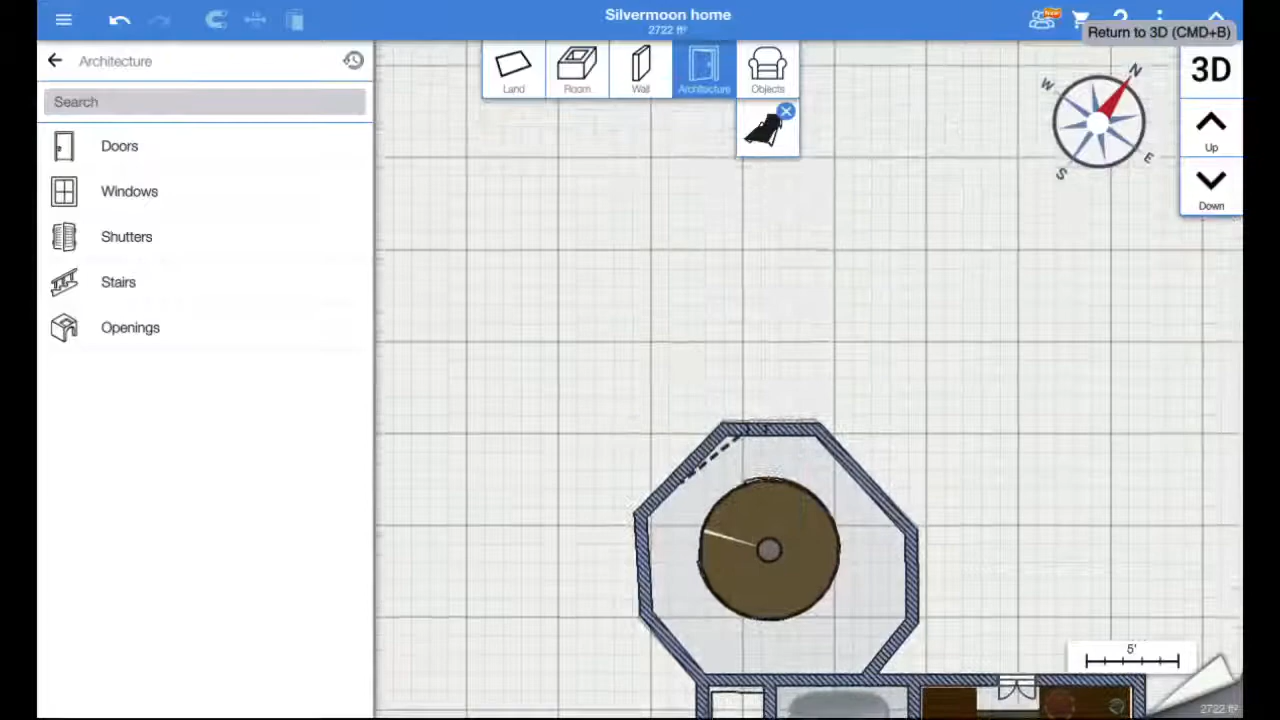 Silvermoon home
2722 ft²
New
Return to 3D (CMD+B)
Architecture
Search
Doors
Windows
Shutters
Stairs
Openings
Land
Room
Wall
Architecture
Objects
N
W
E
S
3D
Up
Down
5'
2722 ft²